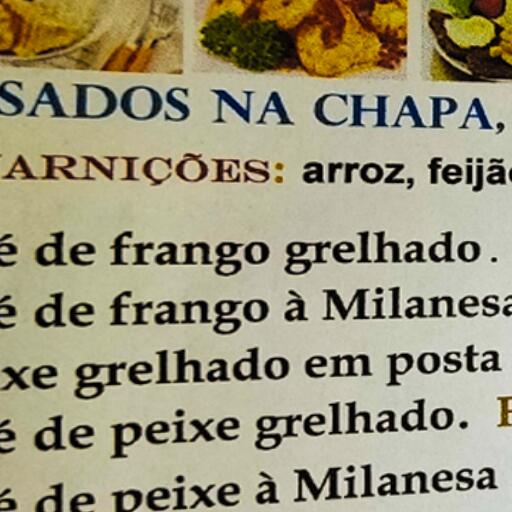 SADOS NA CHAPA,
ARNIÇÕES: arroz, feijã
é de frango grelhado.
é de frango à Milanesa
xe grelhado em posta
é de peixe grelhado.
é de peixe à Milanesa